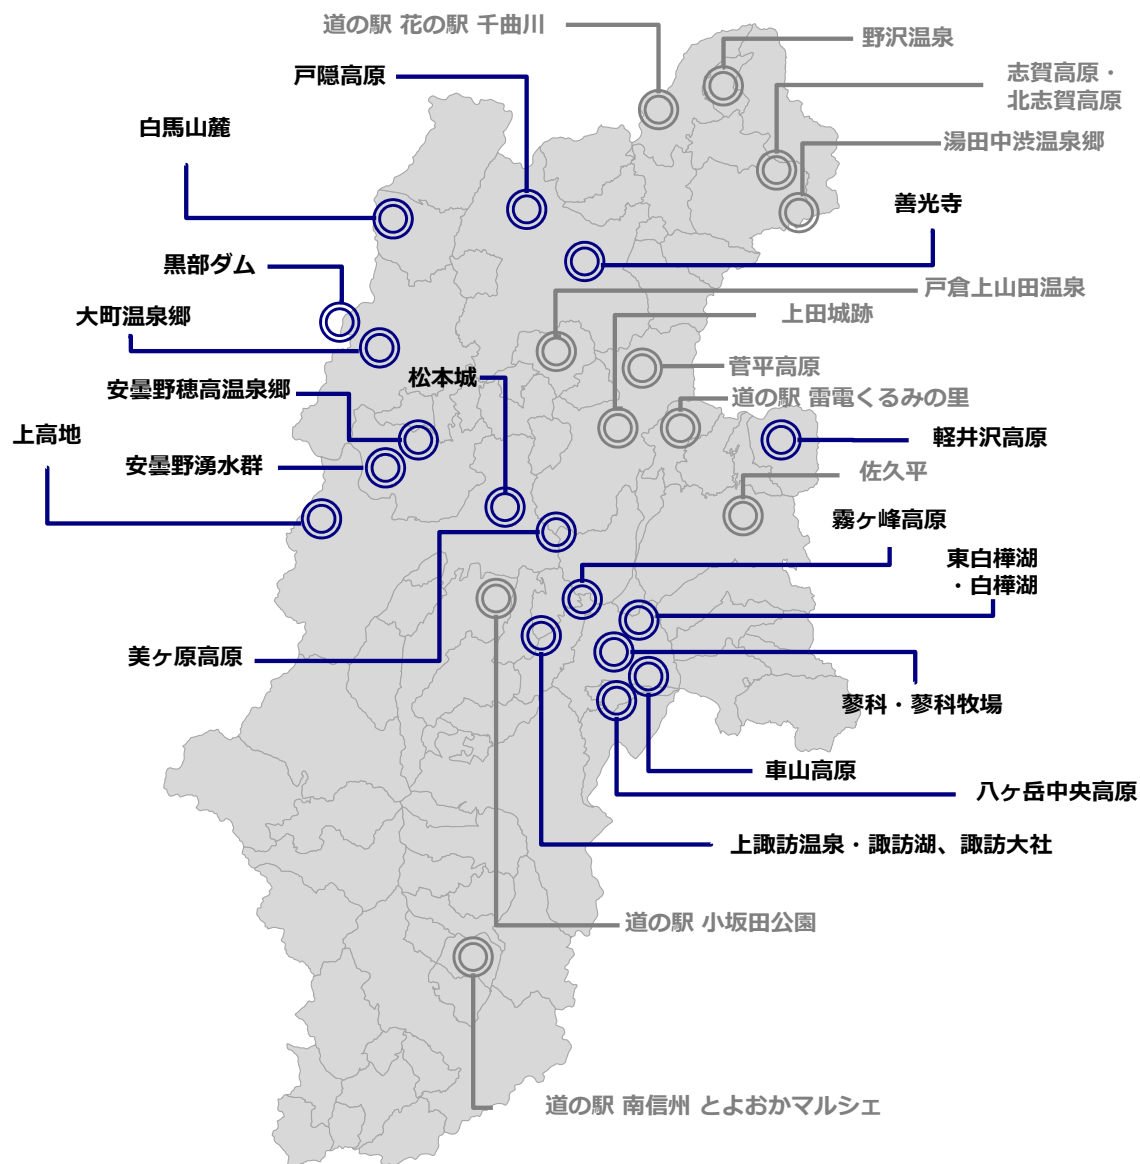 道の駅 花の駅 千曲川
野沢温泉
戸隠高原
志賀高原・
北志賀高原
白馬山麓
湯田中渋温泉郷
善光寺
黒部ダム
戸倉上山田温泉
大町温泉郷
上田城跡
菅平高原
松本城
安曇野穂高温泉郷
道の駅 雷電くるみの里
上高地
軽井沢高原
安曇野湧水群
佐久平
霧ヶ峰高原
東白樺湖
・白樺湖
美ヶ原高原
蓼科・蓼科牧場
車山高原
八ヶ岳中央高原
上諏訪温泉・諏訪湖、諏訪大社
道の駅 小坂田公園
道の駅 南信州 とよおかマルシェ